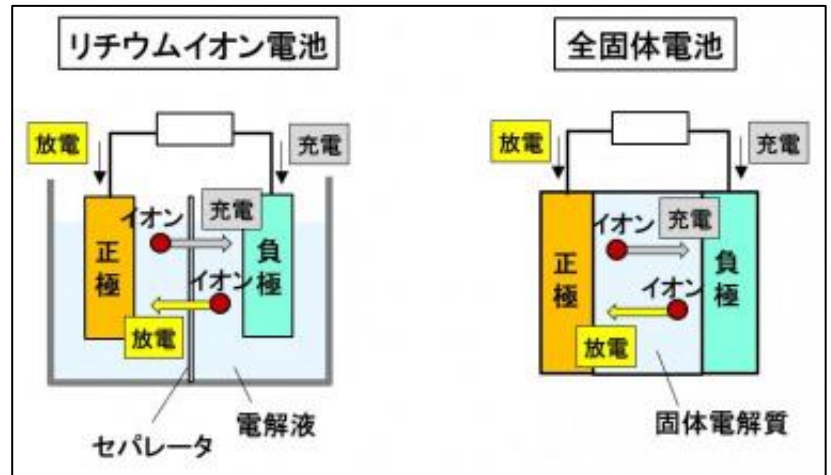 リチウムイオン電池
放電
充電
イオン
充電
正極
負極
イオン
放電
セパレータ
電解液
全固体電池
放電
充電
イオン
充電
正極
負極
イオン
放電
固体電解質